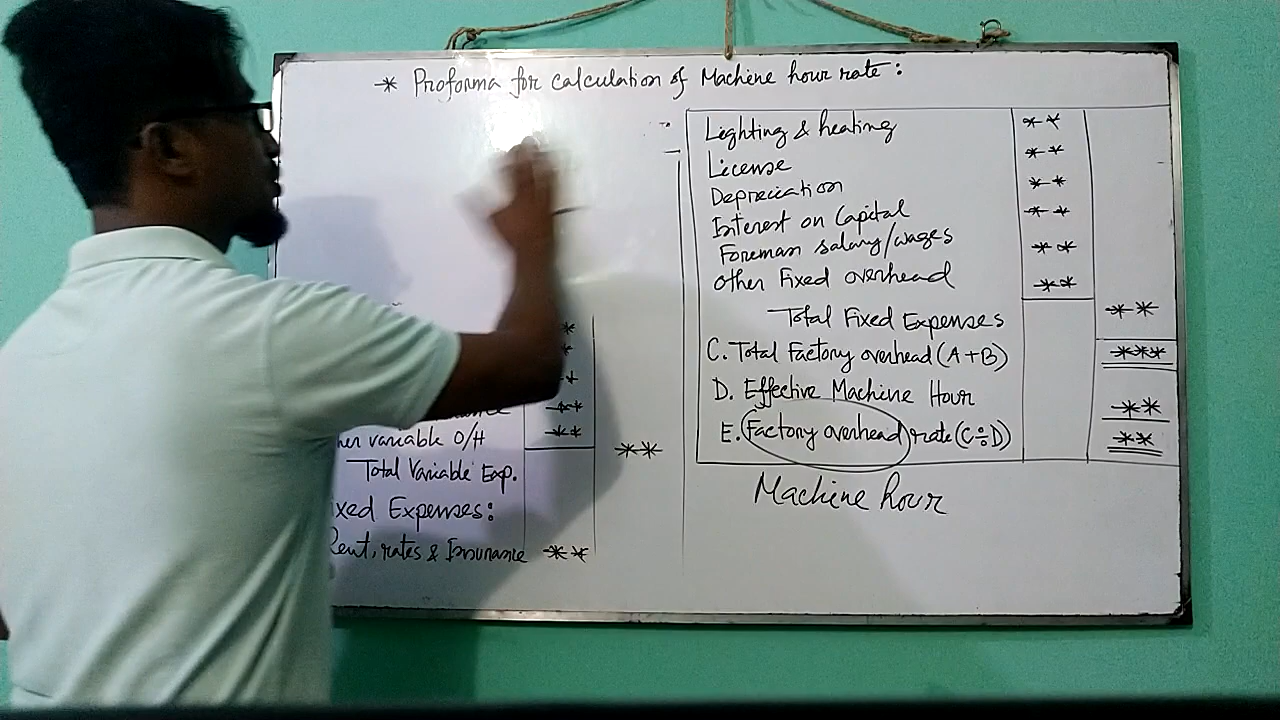 * Proforma for calculation of Machine hour rate:
**
**
**
variable O/H **
Total Variable Exp. **
Expenses:
Rent, rates & Insurance **
Lighting & heating **
License **
Depreciation **
Interest on Capital **
Foreman salary/wages **
Other Fixed overhead **
Total Fixed Expenses **
C. Total Factory overhead (A+B) ***
D. Effective Machine Hour **
E. Factory overhead rate (C÷D) **
Machine hour